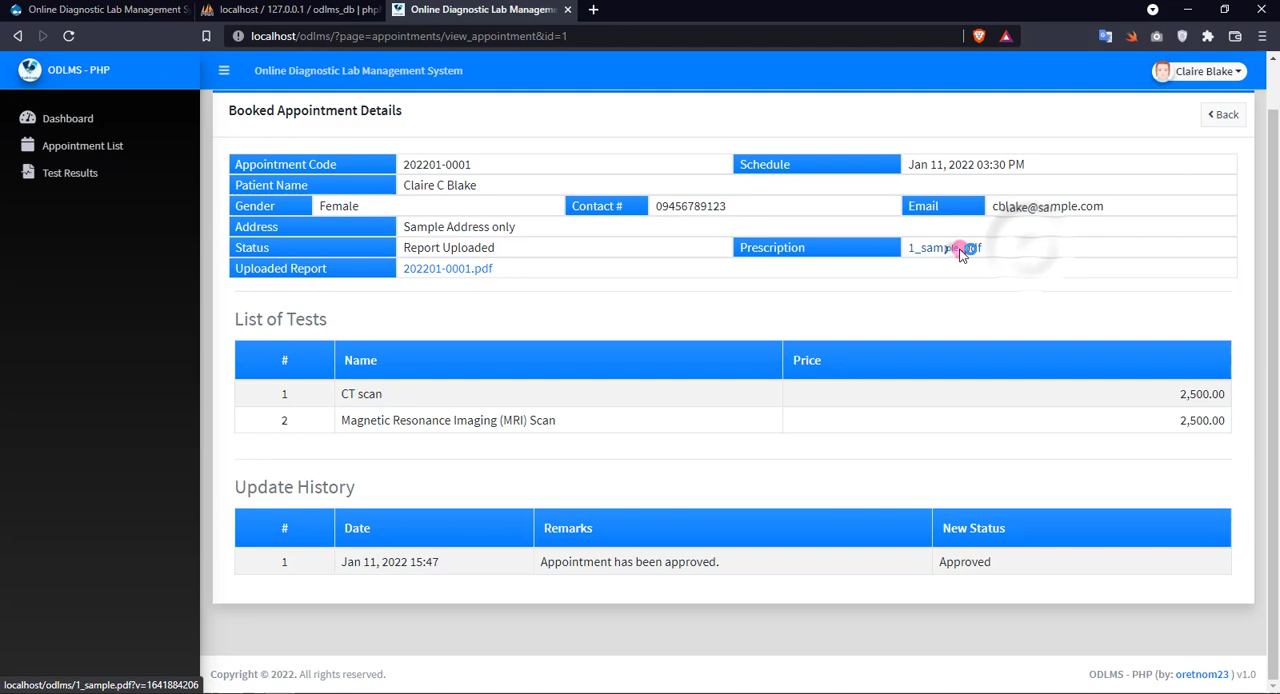 Online Diagnostic Lab Management S
localhost / 127.0.0.1 / odlms_db | php
Online Diagnostic Lab Managemen
localhost/odlms/?page=appointments/view_appointment&id=1
ODLMS - PHP
Online Diagnostic Lab Management System
Claire Blake
Dashboard
Appointment List
Test Results
Booked Appointment Details
Back
Appointment Code 202201-0001 Schedule Jan 11, 2022 03:30 PM
Patient Name Claire C Blake
Gender Female Contact # 09456789123 Email cblake@sample.com
Address Sample Address only
Status Report Uploaded Prescription 1_sample.pdf
Uploaded Report 202201-0001.pdf
List of Tests
# Name Price
1 CT scan 2,500.00
2 Magnetic Resonance Imaging (MRI) Scan 2,500.00
Update History
# Date Remarks New Status
1 Jan 11, 2022 15:47 Appointment has been approved. Approved
Copyright © 2022. All rights reserved.
ODLMS - PHP (by: oretnom23 ) v1.0
localhost/odlms/1_sample.pdf?v=1641884206